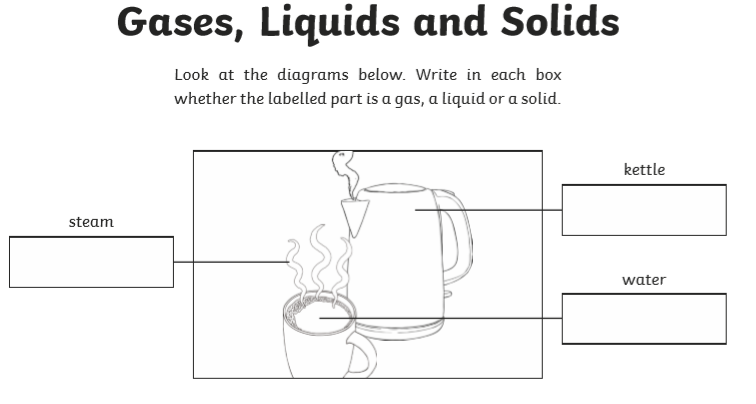 Gases, Liquids and Solids
Look at the diagrams below. Write in each box
whether the labelled part is a gas, a liquid or a solid.
kettle
steam
water